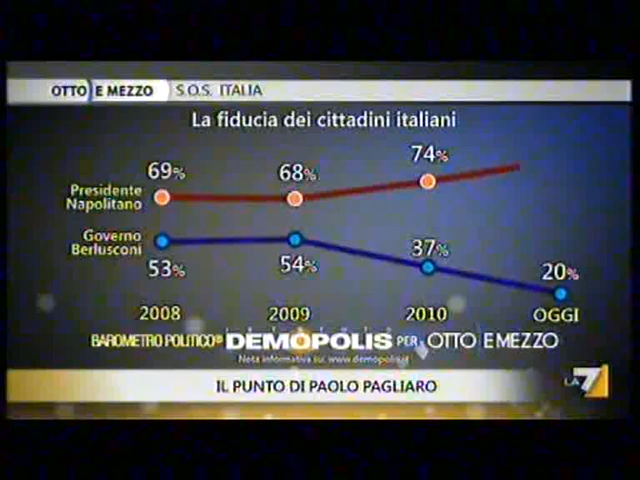 OTTO E MEZZO S.O.S. ITALIA
La fiducia dei cittadini italiani
69% 68% 74%
Presidente
Napolitano
Governo
Berlusconi
53% 54% 37% 20%
2008 2009 2010 OGGI
BAROMETRO POLITICO® DEMOPOLIS PER OTTO E MEZZO
Nota informativa su: www.demopolis.it
IL PUNTO DI PAOLO PAGLIARO
LA7